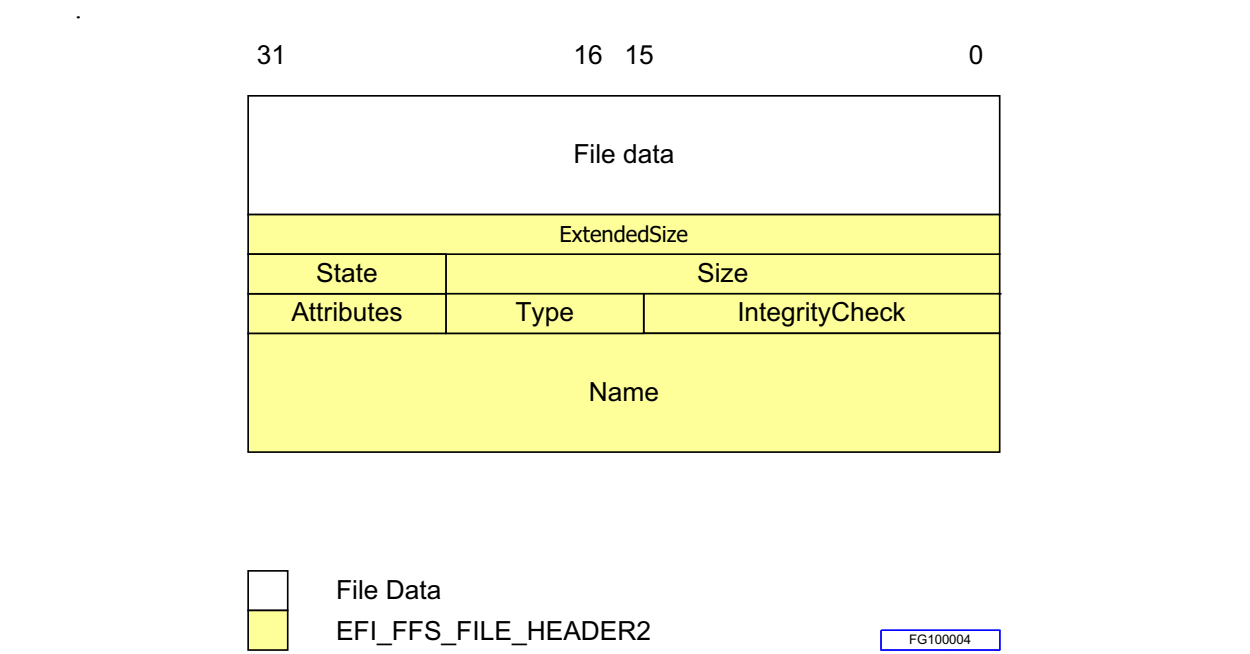 31 16 15 0
File data
ExtendedSize
State Size
Attributes Type IntegrityCheck
Name
File Data
EFI_FFS_FILE_HEADER2
FG100004